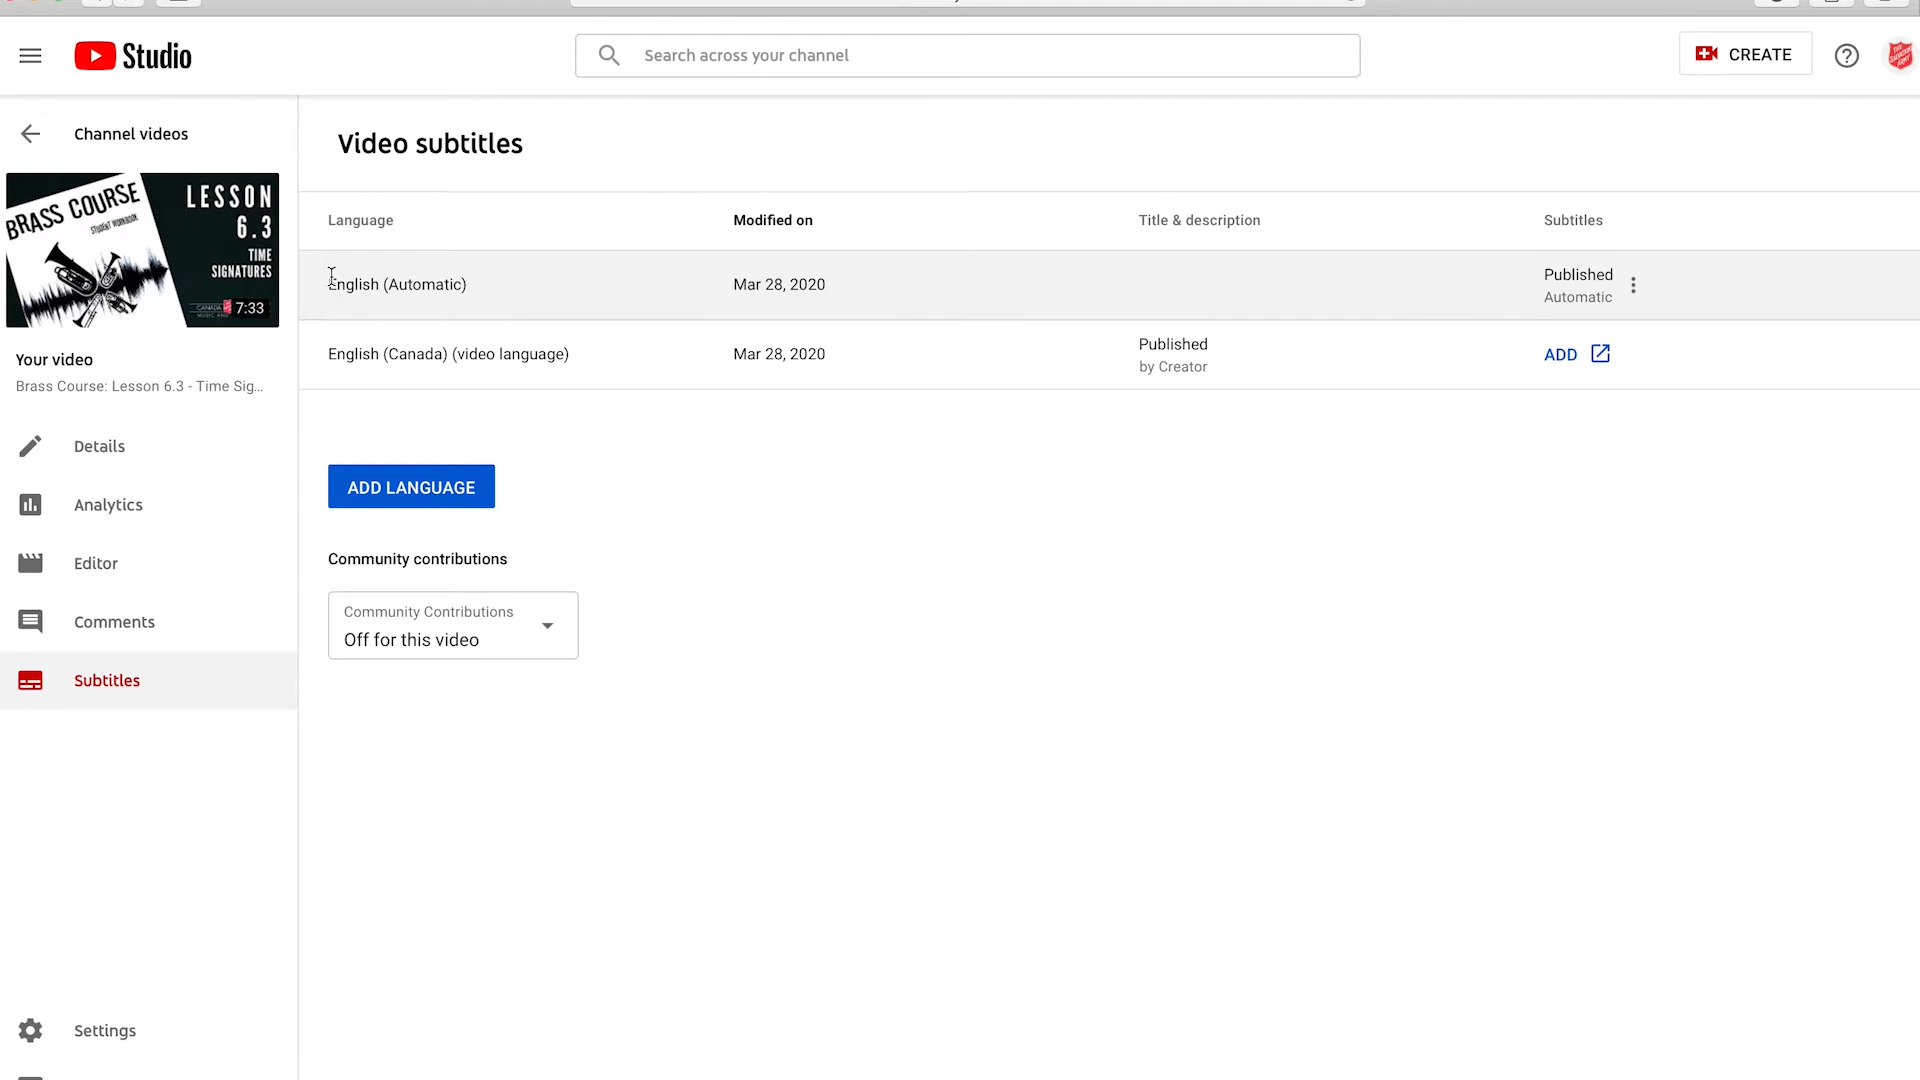 Studio
Search across your channel
CREATE
Channel videos
Video subtitles
BRASS COURSE
STUDENT WORKBOOK
LESSON
6.3
TIME
SIGNATURES
CANADA
7:33
Language
Modified on
Title & description
Subtitles
English (Automatic)
Mar 28, 2020
Published
Automatic
English (Canada) (video language)
Mar 28, 2020
Published
by Creator
ADD
Your video
Brass Course: Lesson 6.3 - Time Sig...
Details
Analytics
Editor
Comments
Subtitles
ADD LANGUAGE
Community contributions
Community Contributions
Off for this video
Settings